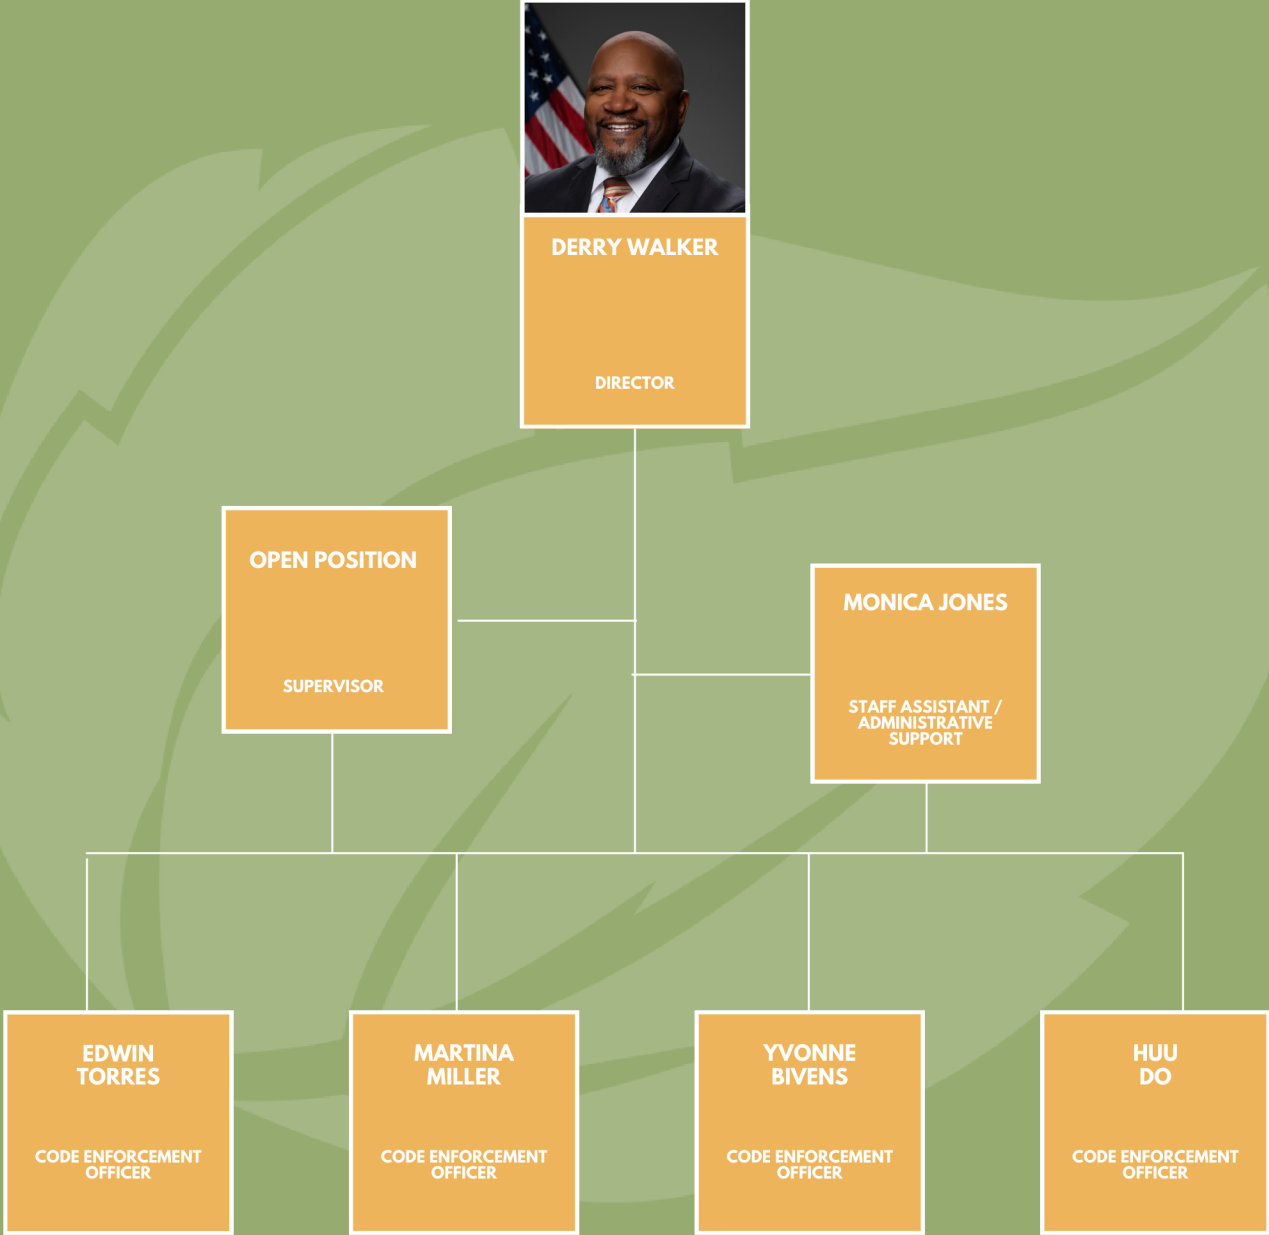 DERRY WALKER
DIRECTOR
OPEN POSITION
SUPERVISOR
MONICA JONES
STAFF ASSISTANT /
ADMINISTRATIVE
SUPPORT
EDWIN
TORRES
CODE ENFORCEMENT
OFFICER
MARTINA
MILLER
CODE ENFORCEMENT
OFFICER
YVONNE
BIVENS
CODE ENFORCEMENT
OFFICER
HUU
DO
CODE ENFORCEMENT
OFFICER